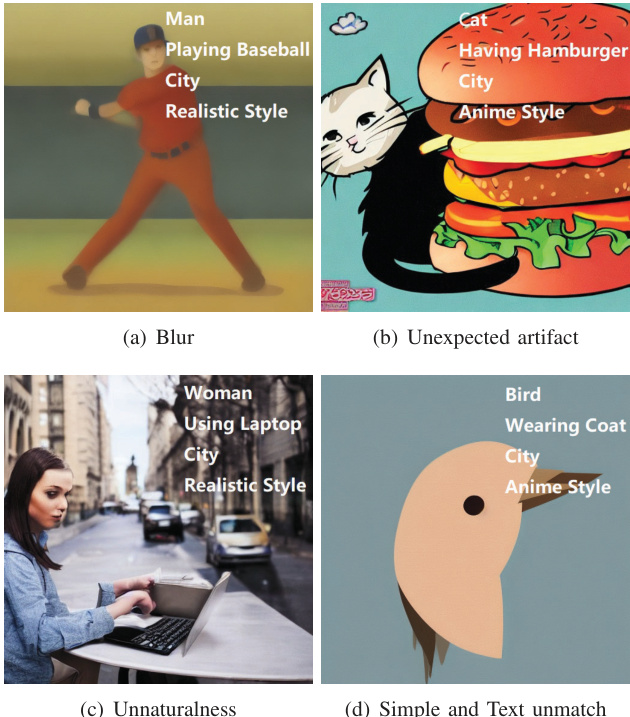 Man
Playing Baseball
City
Realistic Style
Cat
Having Hamburger
City
Anime Style
(a) Blur
(b) Unexpected artifact
Woman
Using Laptop
City
Realistic Style
Bird
Wearing Coat
City
Anime Style
(c) Unnaturalness
(d) Simple and Text unmatch